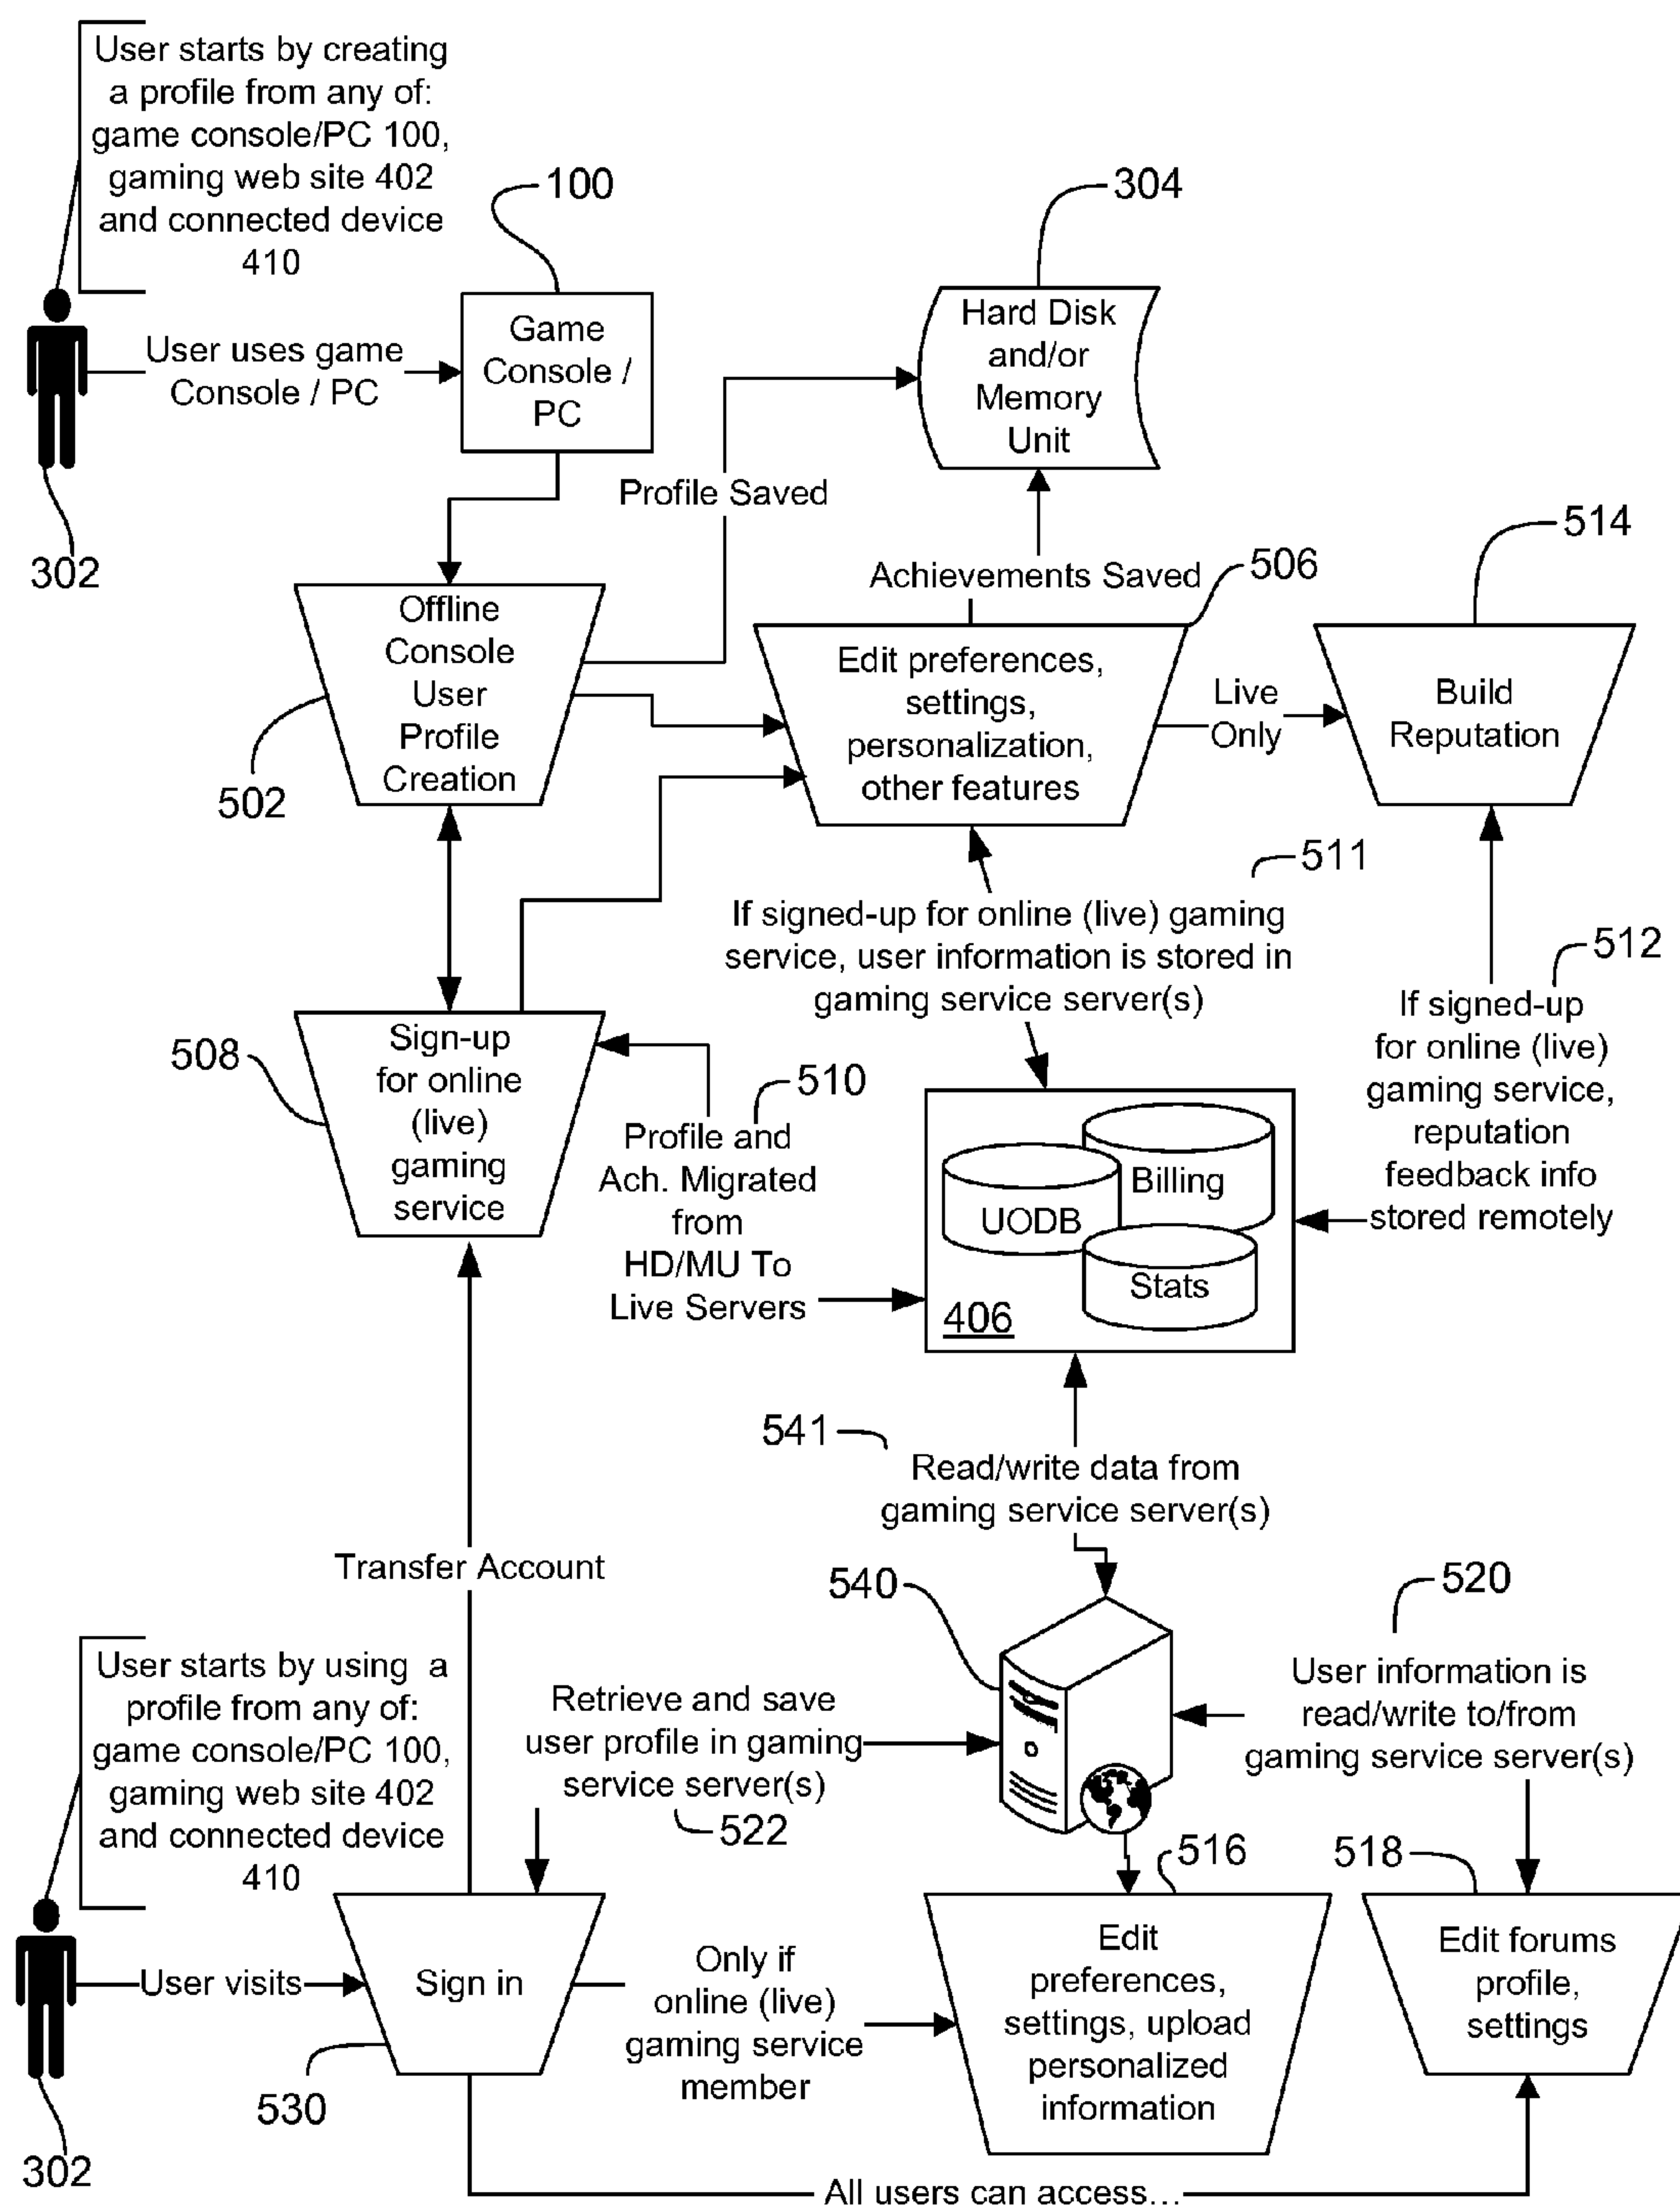 User starts by creating
a profile from any of:
game console/PC 100,
gaming web site 402
and connected device
410
100
304
User uses game
Console / PC
Game
Console /
PC
Hard Disk
and/or
Memory
Unit
302
Profile Saved
514
506
Achievements Saved
Offline
Console
User
Profile
Creation
502
Edit preferences,
settings,
personalization,
other features
Live
Only
Build
Reputation
511
If signed-up for online (live) gaming
service, user information is stored in
gaming service server(s)
512
If signed-up
for online (live)
gaming service,
reputation
feedback info
stored remotely
508
Sign-up
for online
(live)
gaming
service
510
Profile and
Ach. Migrated
from
HD/MU To
Live Servers
Billing
UODB
Stats
406
541
Read/write data from
gaming service server(s)
Transfer Account
540
520
User starts by using a
profile from any of:
game console/PC 100,
gaming web site 402
and connected device
410
Retrieve and save
user profile in gaming
service server(s)
522
User information is
read/write to/from
gaming service server(s)
516
518
User visits
Sign in
530
302
Only if
online (live)
gaming service
member
Edit
preferences,
settings, upload
personalized
information
Edit forums
profile,
settings
All users can access...